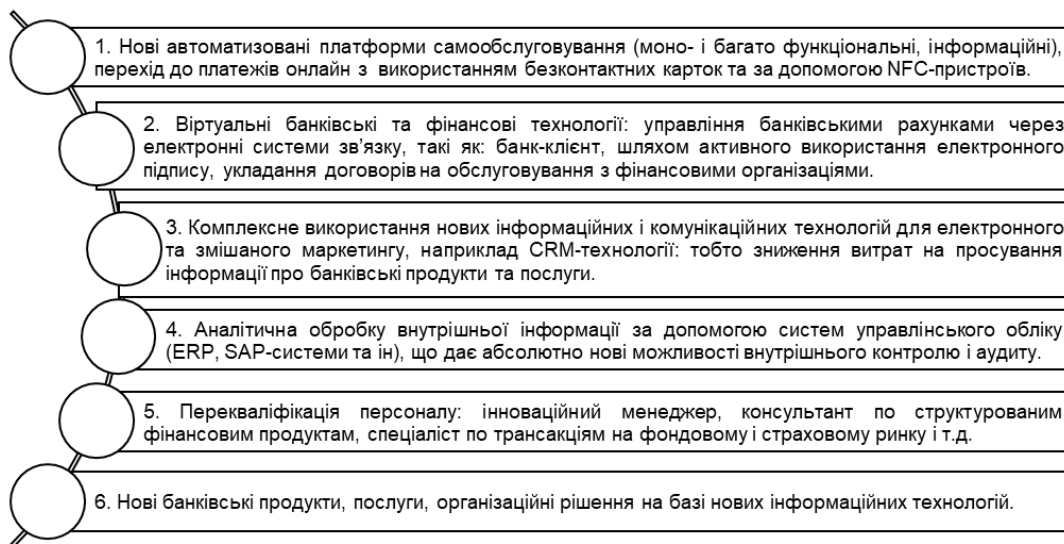 1. Нові автоматизовані платформи самообслуговування (моно- і багато функціональні, інформаційні),
перехід до платежів онлайн з використанням безконтактних карток та за допомогою NFC-пристроїв.
2. Віртуальні банківські та фінансові технології: управління банківськими рахунками через
електронні системи зв’язку, такі як: банк-клієнт, шляхом активного використання електронного
підпису, укладання договорів на обслуговування з фінансовими організаціями.
3. Комплексне використання нових інформаційних і комунікаційних технологій для електронного
та змішаного маркетингу, наприклад CRM-технології: тобто зниження витрат на просування
інформації про банківські продукти та послуги.
4. Аналітична обробку внутрішньої інформації за допомогою систем управлінського обліку
(ERP, SAP-системи та ін), що дає абсолютно нові можливості внутрішнього контролю і аудиту.
5. Перекваліфікація персоналу: інноваційний менеджер, консультант по структурованим
фінансовим продуктам, спеціаліст по трансакціям на фондовому і страховому ринку і т.д.
6. Нові банківські продукти, послуги, організаційні рішення на базі нових інформаційних технологій.